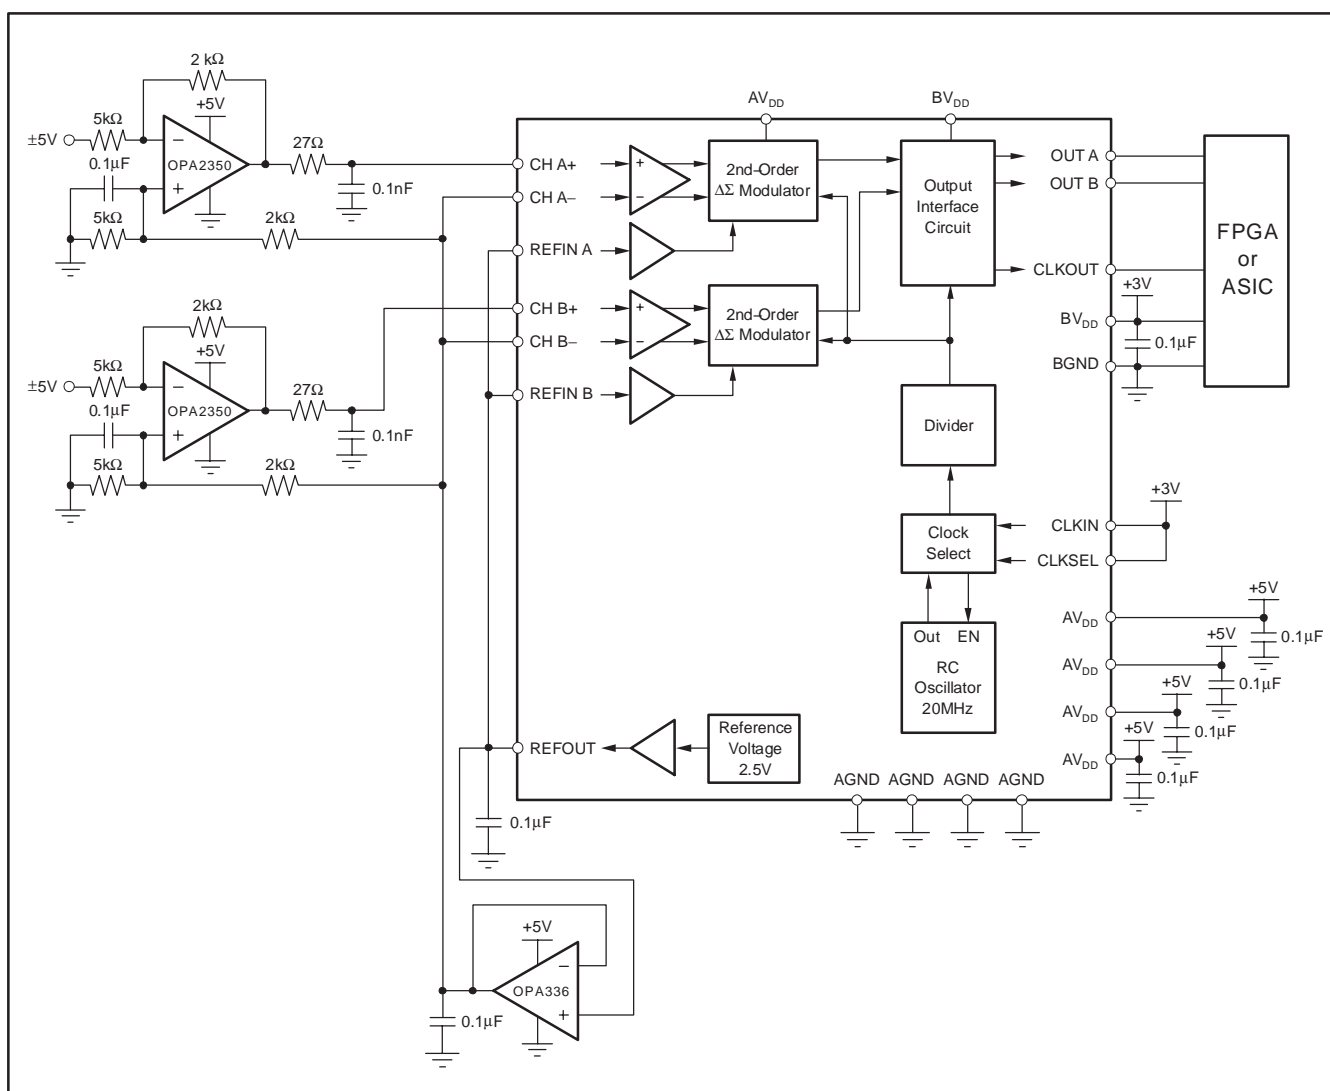 2 kΩ
+5V
5kΩ
±5V
OPA2350
27Ω
0.1µF
0.1nF
5kΩ
2kΩ
2kΩ
+5V
5kΩ
±5V
OPA2350
27Ω
0.1µF
0.1nF
5kΩ
2kΩ
AVDD
BVDD
CH A+
CH A–
REFIN A
CH B+
CH B–
REFIN B
+
–
2nd-Order
ΔΣ Modulator
+
–
2nd-Order
ΔΣ Modulator
Output
Interface
Circuit
Divider
Clock
Select
Out EN
RC
Oscillator
20MHz
OUT A
OUT B
CLKOUT
BVDD
BGND
+3V
0.1µF
FPGA
or
ASIC
CLKIN
CLKSEL
+3V
AVDD
+5V
0.1µF
AVDD
+5V
0.1µF
AVDD
+5V
0.1µF
AVDD
+5V
0.1µF
REFOUT
Reference
Voltage
2.5V
AGND AGND AGND AGND
0.1µF
+5V
–
OPA336
+
0.1µF